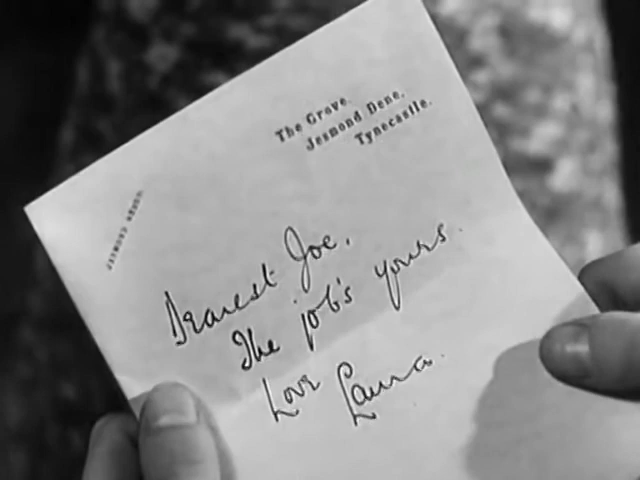 The Grove,
Jesmond Dene,
Tynecastle.
Dearest Joe,
The job's yours.
Love Laura.